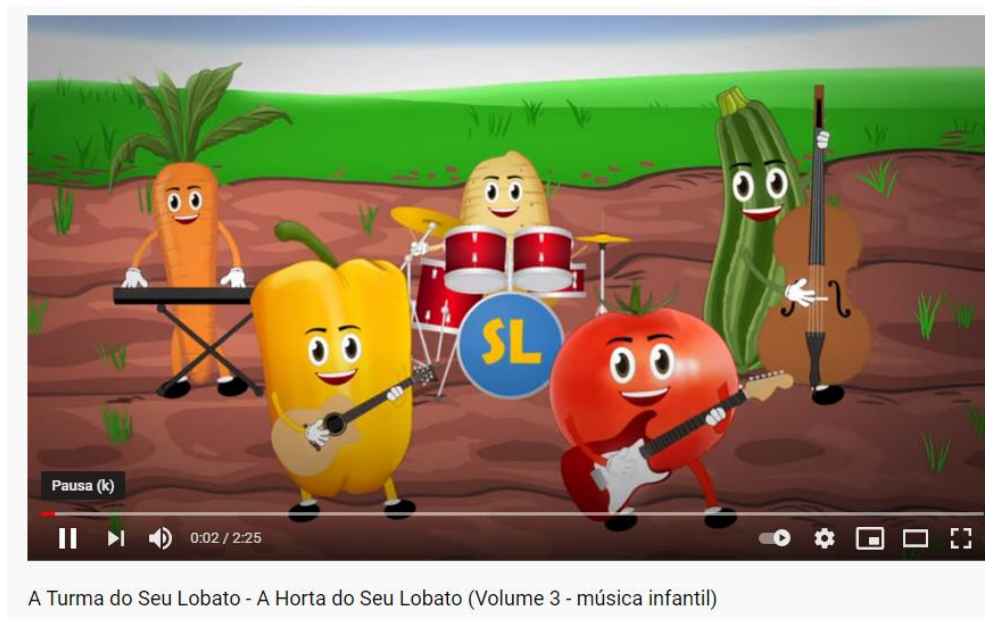 SL
Pausa (k)
0:02 / 2:25
A Turma do Seu Lobato - A Horta do Seu Lobato (Volume 3 - música infantil)